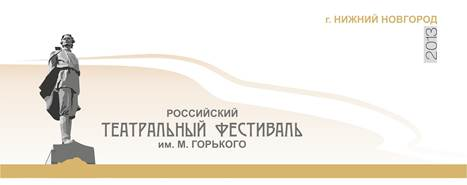 г. НИЖНИЙ НОВГОРОД
2013
РОССИЙСКИЙ
ТЕАТРАЛЬНЫЙ ФЕСТИВАЛЬ
им. М. ГОРЬКОГО